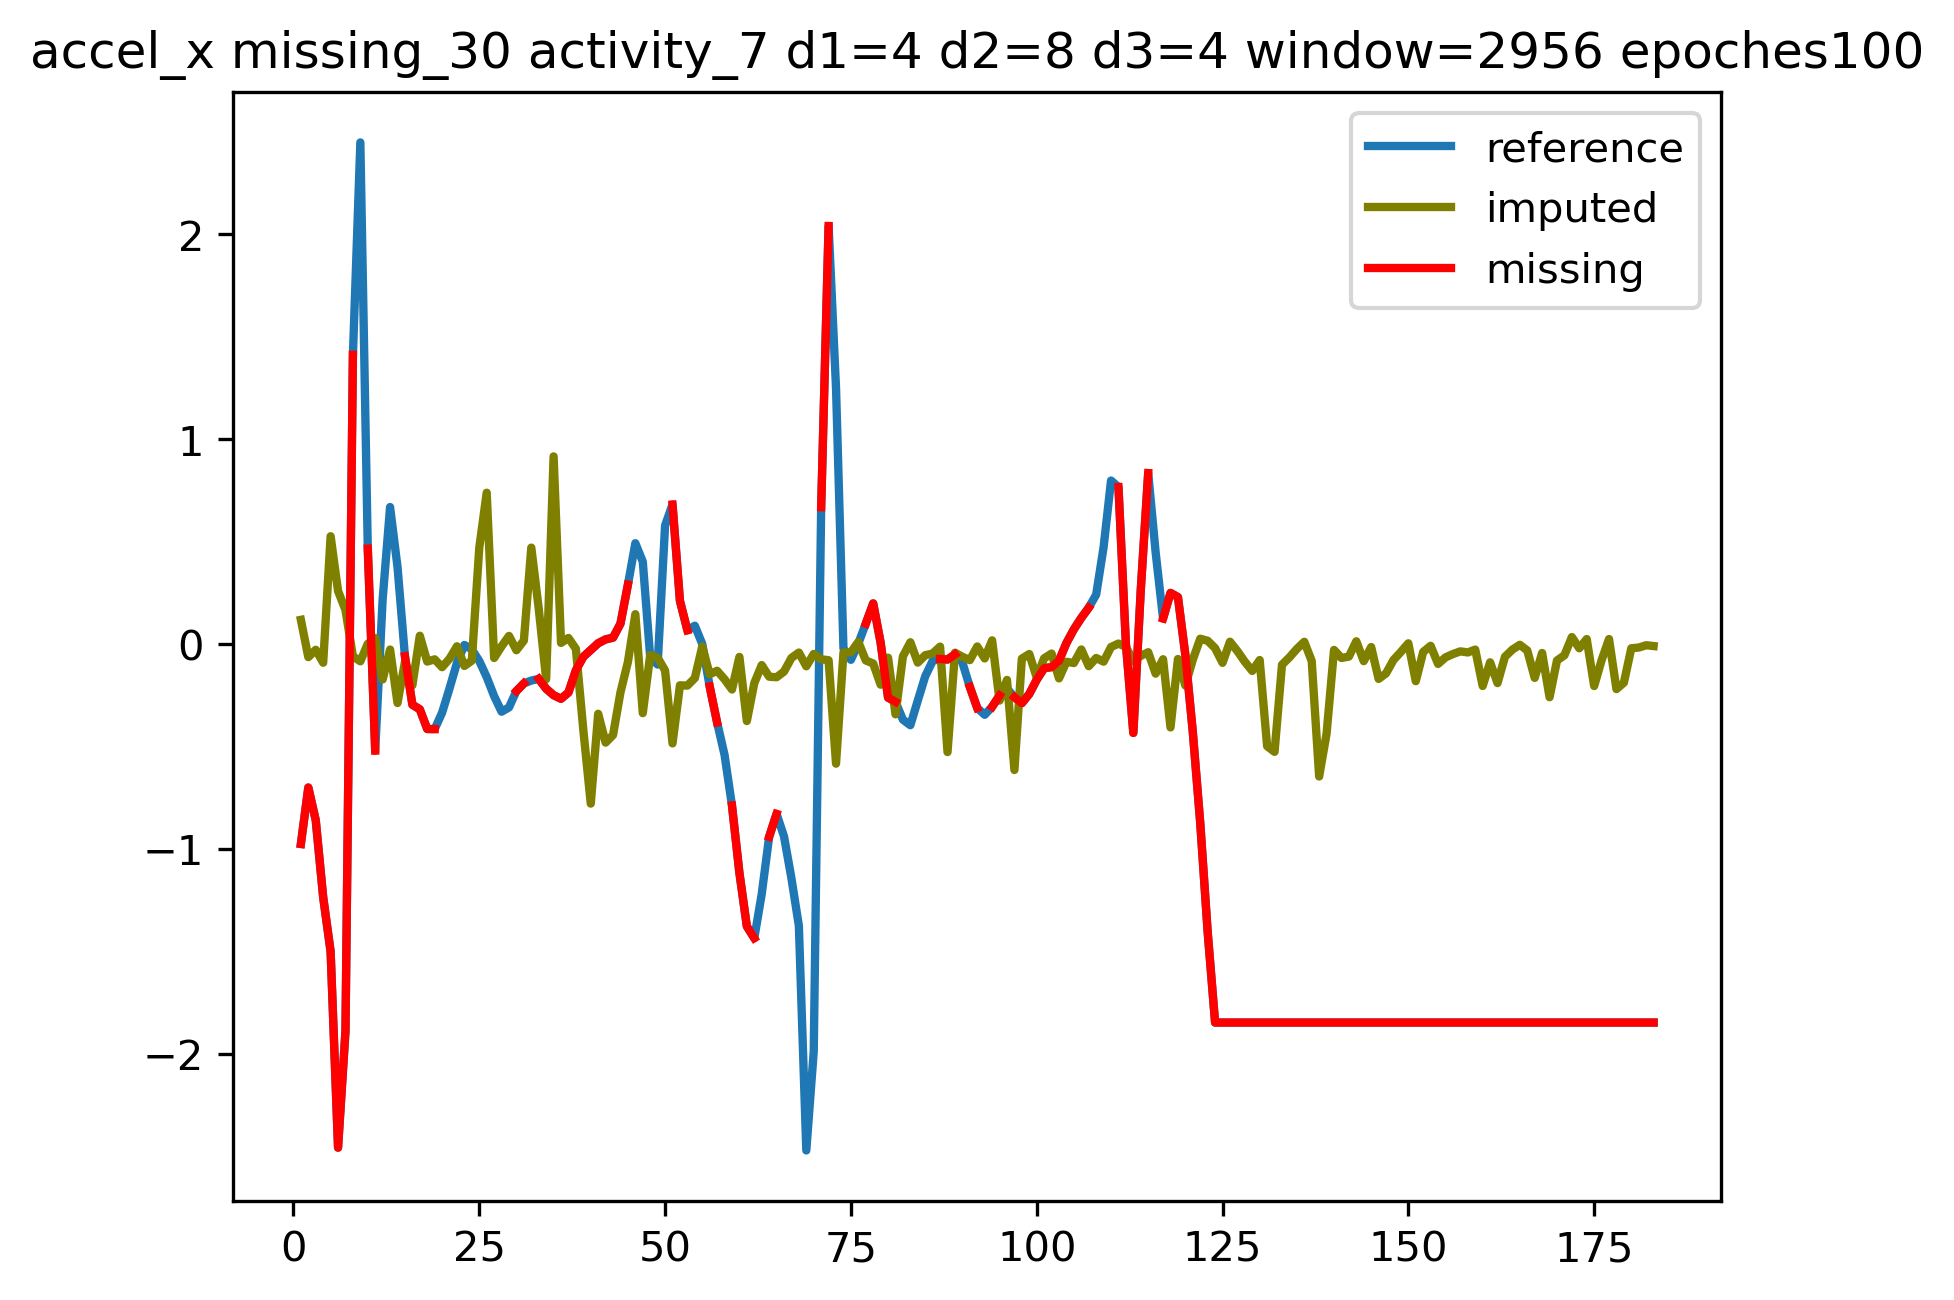 accel_x missing_30 activity_7 d1=4 d2=8 d3=4 window=2956 epoches100
reference
imputed
missing
2
1
0
−1
−2
0 25 50 75 100 125 150 175